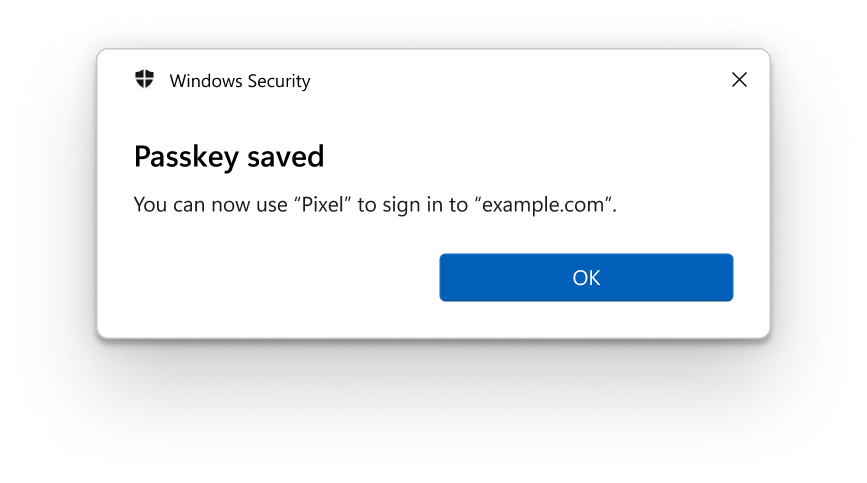 Windows Security
Passkey saved
You can now use “Pixel” to sign in to “example.com”.
OK